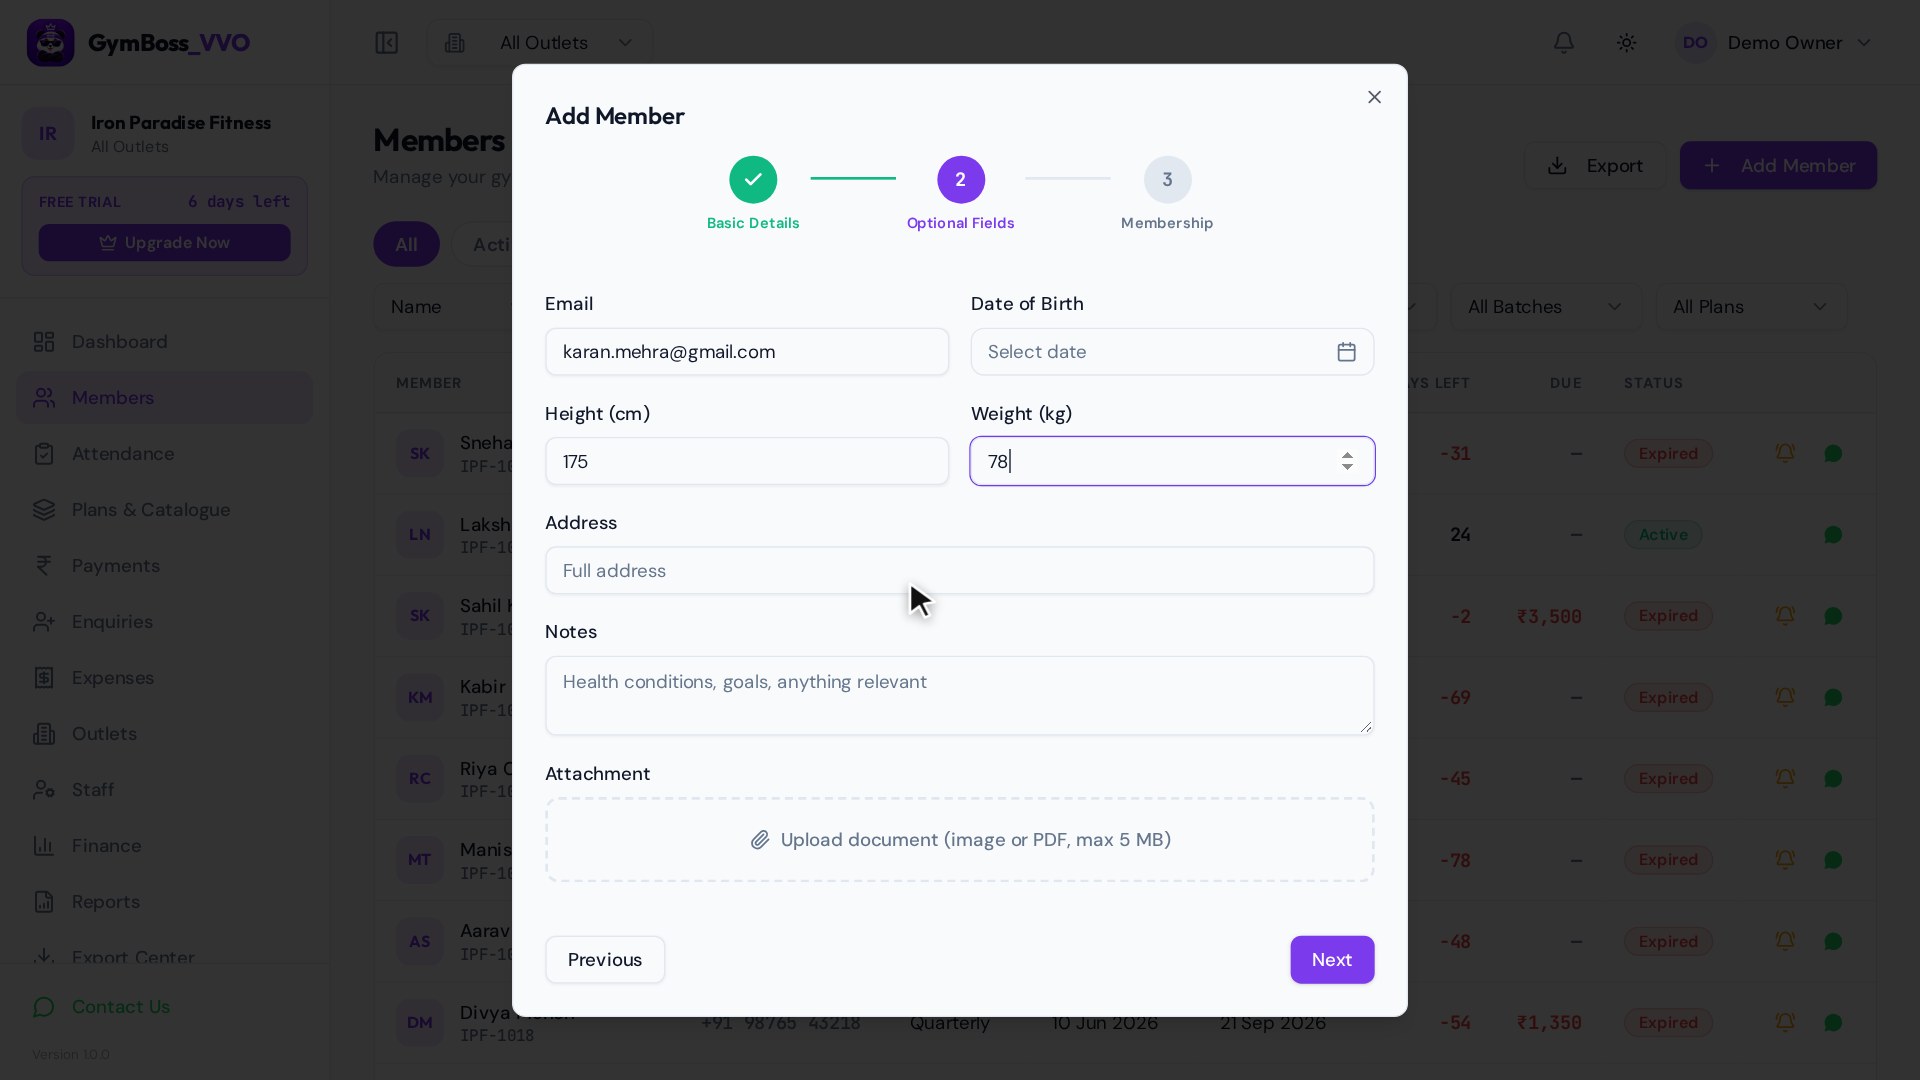 GymBoss_VVO
All Outlets
DO Demo Owner
IR Iron Paradise Fitness
All Outlets
FREE TRIAL 6 days left
Upgrade Now
Dashboard
Members
Attendance
Plans & Catalogue
Payments
Enquiries
Expenses
Outlets
Staff
Finance
Reports
Export Center
Contact Us
Version 1.0.0
Members
Manage your gy
Export
Add Member
All
Name
All Batches
All Plans
MEMBER
LEFT DUE STATUS
SK Sneha
-31 — Expired
LN
24 — Active
SK Sahil
-2 ₹3,500 Expired
KM Kabir
-69 — Expired
RC Riya
-45 — Expired
MT
-78 — Expired
AS
-48 — Expired
DM Divya
IPF-1018
+91 98765 43218 Quarterly 10 Jun 2026 21 Sep 2026 -54 ₹1,350 Expired
Add Member
2 3
Basic Details Optional Fields Membership
Email Date of Birth
karan.mehra@gmail.com Select date
Height (cm) Weight (kg)
175 78
Address
Full address
Notes
Health conditions, goals, anything relevant
Attachment
Upload document (image or PDF, max 5 MB)
Previous Next